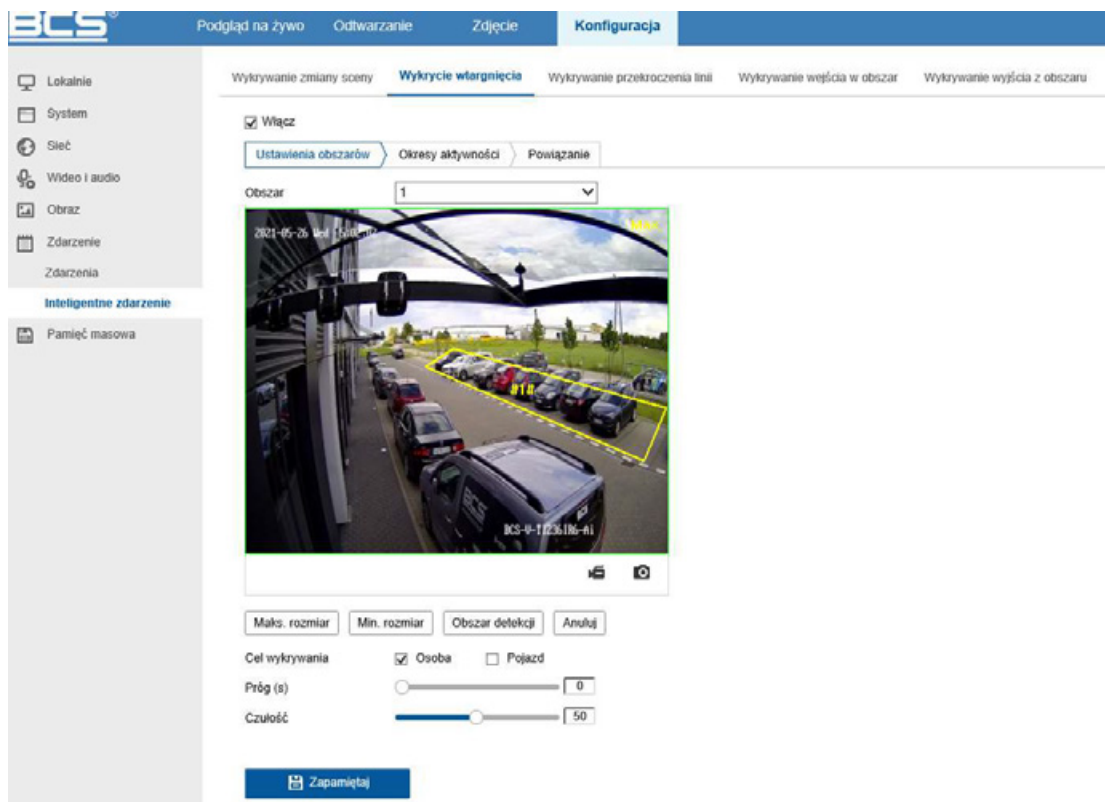 BCS®
Podgląd na żywo Odtwarzanie Zdjęcie Konfiguracja
Lokalnie
System
Sieć
Wideo i audio
Obraz
Zdarzenie
Zdarzenia
Inteligentne zdarzenie
Pamięć masowa
Wykrywanie zmiany sceny Wykrycie wtargnięcia Wykrywanie przekroczenia linii Wykrywanie wejścia w obszar Wykrywanie wyjścia z obszaru
Włącz
Ustawienia obszarów Okresy aktywności Powiązanie
Obszar 1
2021-05-26 Wed
#1#
BCS
BCS
Maks. rozmiar Min. rozmiar Obszar detekcji Anuluj
Cel wykrywania Osoba Pojazd
Próg (s) 0
Czułość 50
Zapamiętaj